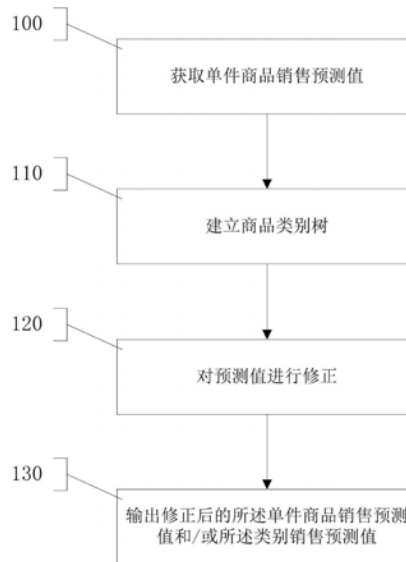 100
获取单件商品销售预测值
110
建立商品类别树
120
对预测值进行修正
130
输出修正后的所述单件商品销售预测
值和/或所述类别销售预测值